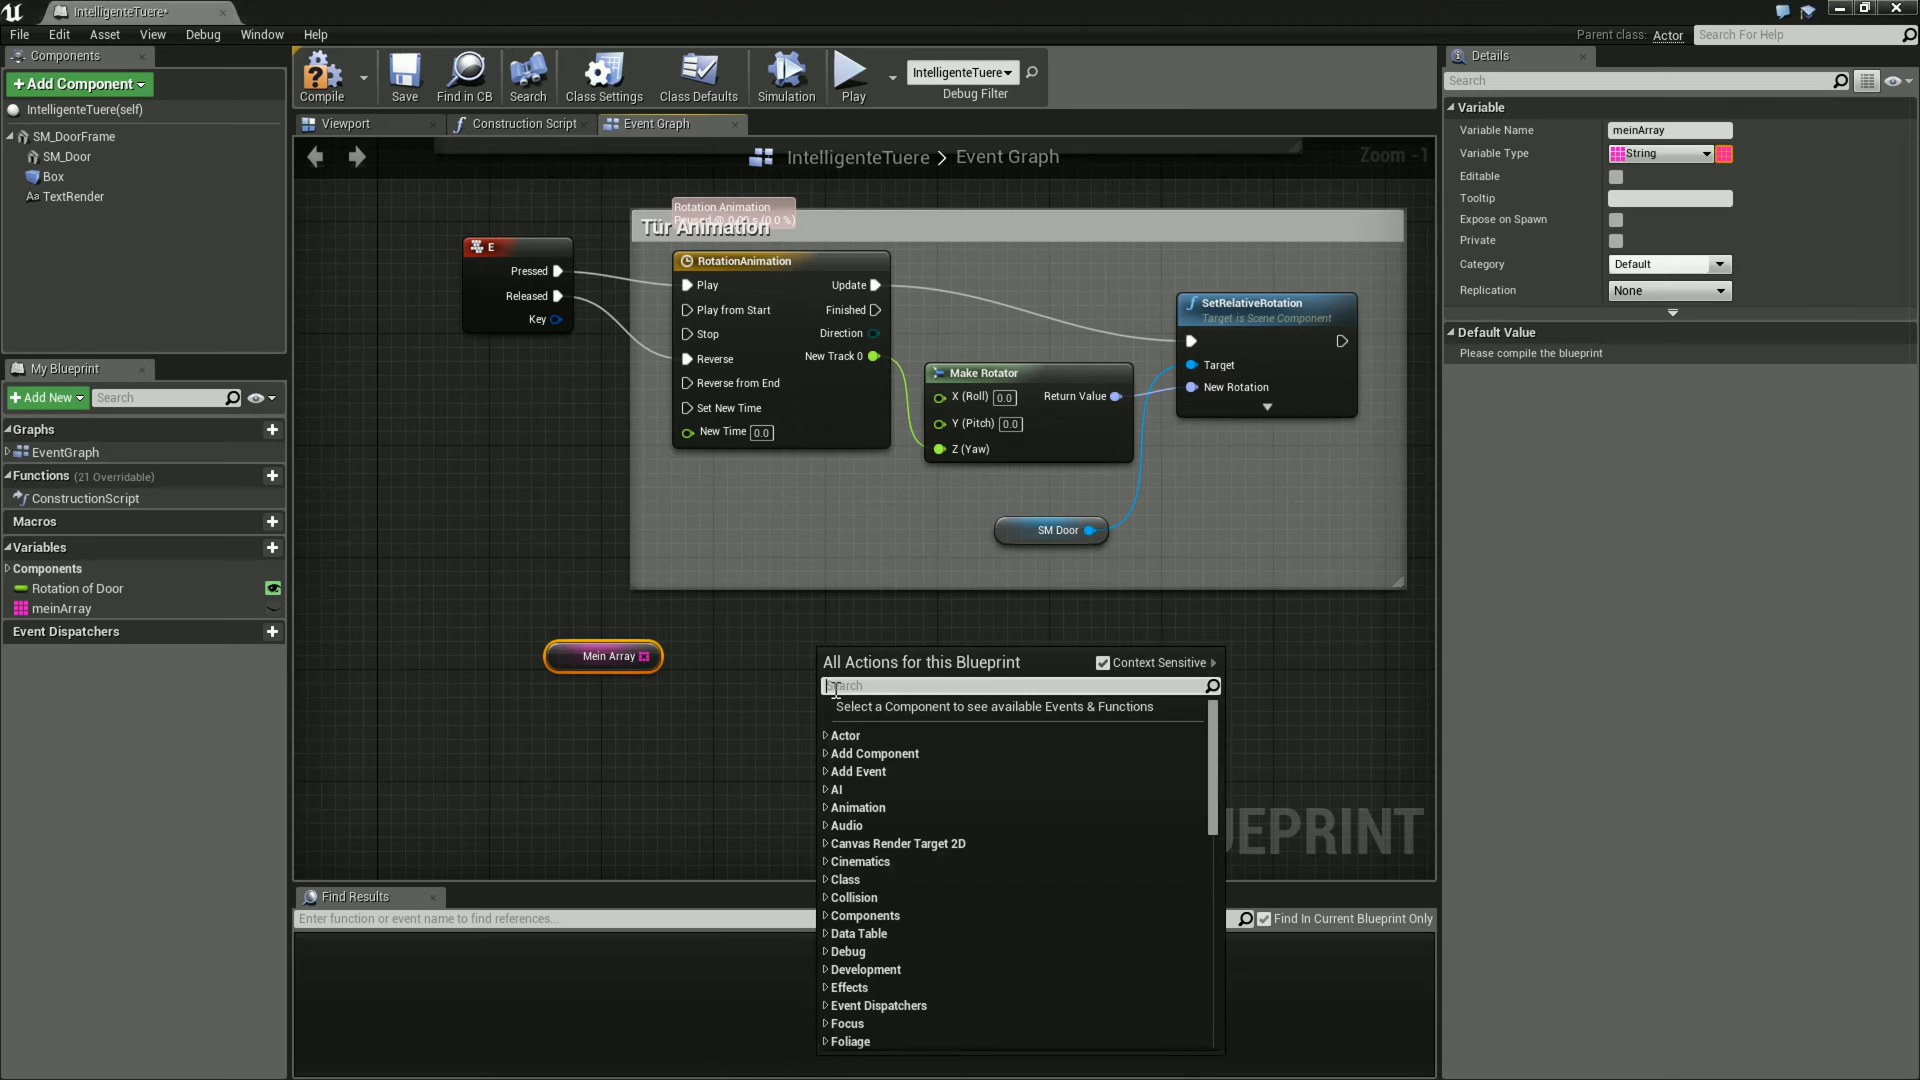 IntelligenteTuere*
File Edit Asset View Debug Window Help
Parent class: Actor Search For Help
Components
+Add Component
IntelligenteTuere(self)
SM_DoorFrame
SM_Door
Box
Aa TextRender
My Blueprint
+Add New Search
Graphs
EventGraph
Functions (21 Overridable)
ConstructionScript
Macros
Variables
Components
Rotation of Door
meinArray
Event Dispatchers
Compile Save Find in CB Search Class Settings Class Defaults Simulation Play
IntelligenteTuere
Debug Filter
Viewport Construction Script Event Graph
IntelligenteTuere > Event Graph
Zoom -1
Rotation Animation
Paused @ 0.00 s (0.0 %)
Tür Animation
E
Pressed
Released
Key
RotationAnimation
Play Update
Play from Start Finished
Stop Direction
Reverse New Track 0
Reverse from End
Set New Time
New Time 0.0
Make Rotator
X (Roll) 0.0 Return Value
Y (Pitch) 0.0
Z (Yaw)
SetRelativeRotation
Target is Scene Component
Target
New Rotation
SM Door
Mein Array
All Actions for this Blueprint Context Sensitive
Search
Select a Component to see available Events & Functions
Actor
Add Component
Add Event
AI
Animation
Audio
Canvas Render Target 2D
Cinematics
Class
Collision
Components
Data Table
Debug
Development
Effects
Event Dispatchers
Focus
Foliage
Find Results
Enter function or event name to find references...
Find In Current Blueprint Only
Details
Search
Variable
Variable Name meinArray
Variable Type String
Editable
Tooltip
Expose on Spawn
Private
Category Default
Replication None
Default Value
Please compile the blueprint